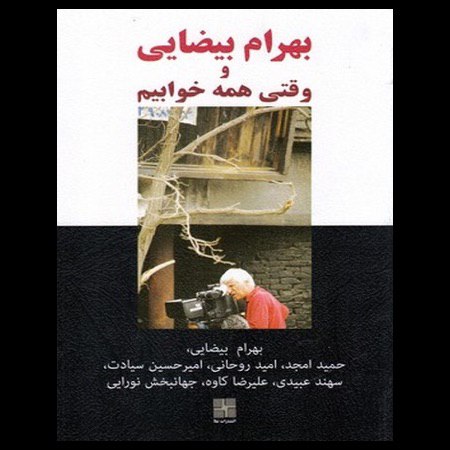 بهرام بیضایی
و
وقتی همه خوابیم
بهرام بیضایی،
حمید امجد، امید روحانی، امیرحسین سیادت،
سهند عبیدی، علیرضا کاوه، جهانبخش نورایی